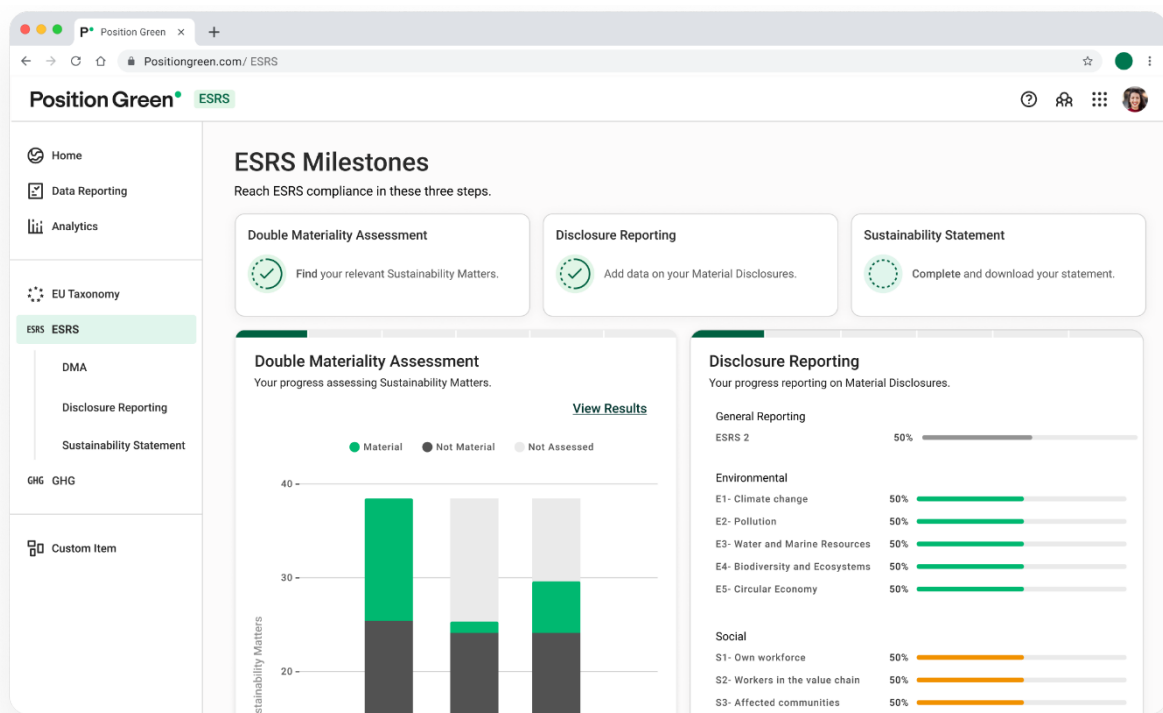 P Position Green ×
Positiongreen.com/ ESRS
Position Green ESRS
Home
Data Reporting
Analytics
EU Taxonomy
ESRS ESRS
DMA
Disclosure Reporting
Sustainability Statement
GHG GHG
Custom Item
ESRS Milestones
Reach ESRS compliance in these three steps.
Double Materiality Assessment
Find your relevant Sustainability Matters.
Disclosure Reporting
Add data on your Material Disclosures.
Sustainability Statement
Complete and download your statement.
Double Materiality Assessment
Your progress assessing Sustainability Matters.
View Results
Material Not Material Not Assessed
40
30
20
stainability Matters
Disclosure Reporting
Your progress reporting on Material Disclosures.
General Reporting
ESRS 2 50%
Environmental
E1- Climate change 50%
E2- Pollution 50%
E3- Water and Marine Resources 50%
E4- Biodiversity and Ecosystems 50%
E5- Circular Economy 50%
Social
S1- Own workforce 50%
S2- Workers in the value chain 50%
S3- Affected communities 50%